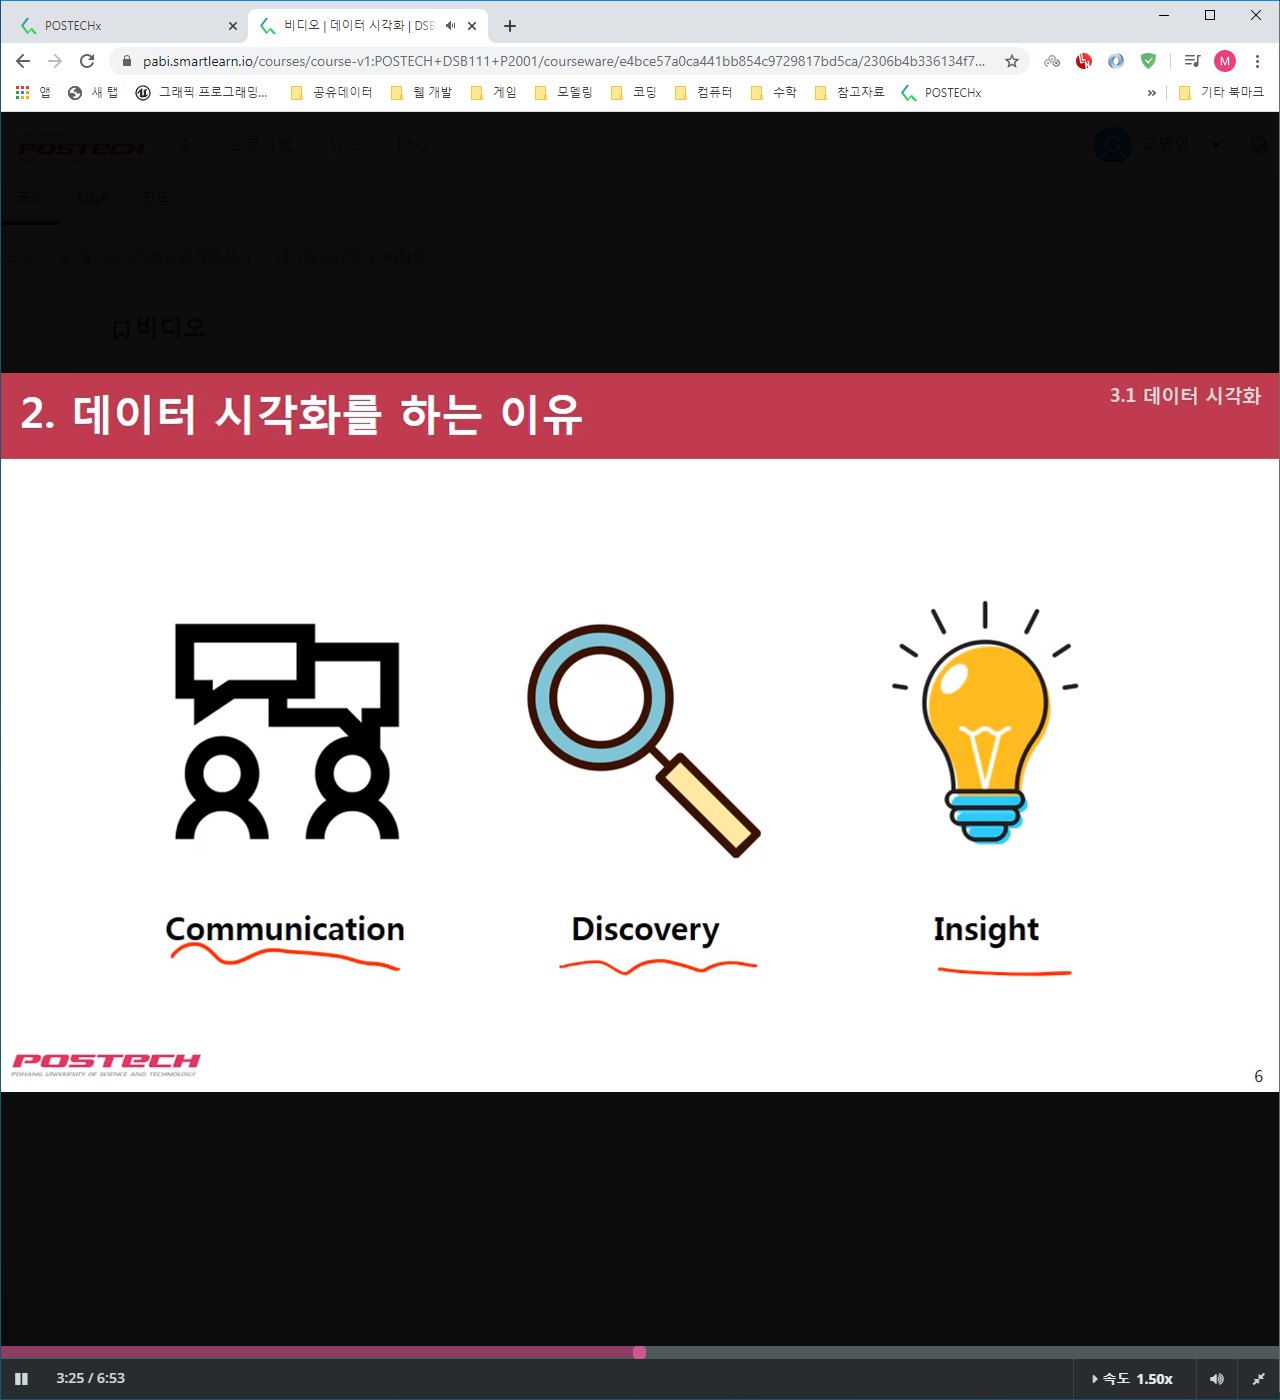 POSTECHx
비디오 | 데이터 시각화 | DSB
pabi.smartlearn.io/courses/course-v1:POSTECH+DSB111+P2001/courseware/e4bce57a0ca441bb854c9729817bd5ca/2306b4b336134f7...
M
앱 새 탭 그래픽 프로그래밍... 공유데이터 웹 개발 게임 모델링 코딩 컴퓨터 수학 참고자료 POSTECHx » 기타 북마크
POSTECH 홈 프로그램 뉴스 FAQ 고영인
코스 Q&A 진도
비디오
비디오
2. 데이터 시각화를 하는 이유
3.1 데이터 시각화
Communication Discovery Insight
POSTECH
POHANG UNIVERSITY OF SCIENCE AND TECHNOLOGY
6
3:25 / 6:53
속도 1.50x